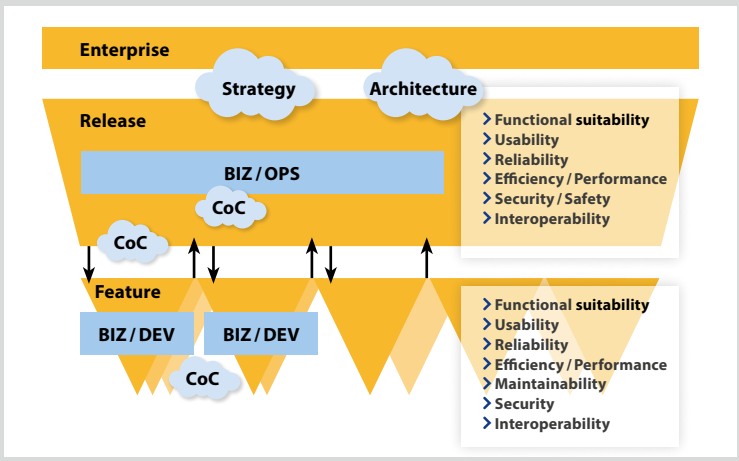 Enterprise
Strategy
Architecture
Release
BIZ / OPS
CoC
CoC
Functional suitability
Usability
Reliability
Efficiency / Performance
Security / Safety
Interoperability
Feature
BIZ / DEV
BIZ / DEV
CoC
Functional suitability
Usability
Reliability
Efficiency / Performance
Maintainability
Security
Interoperability